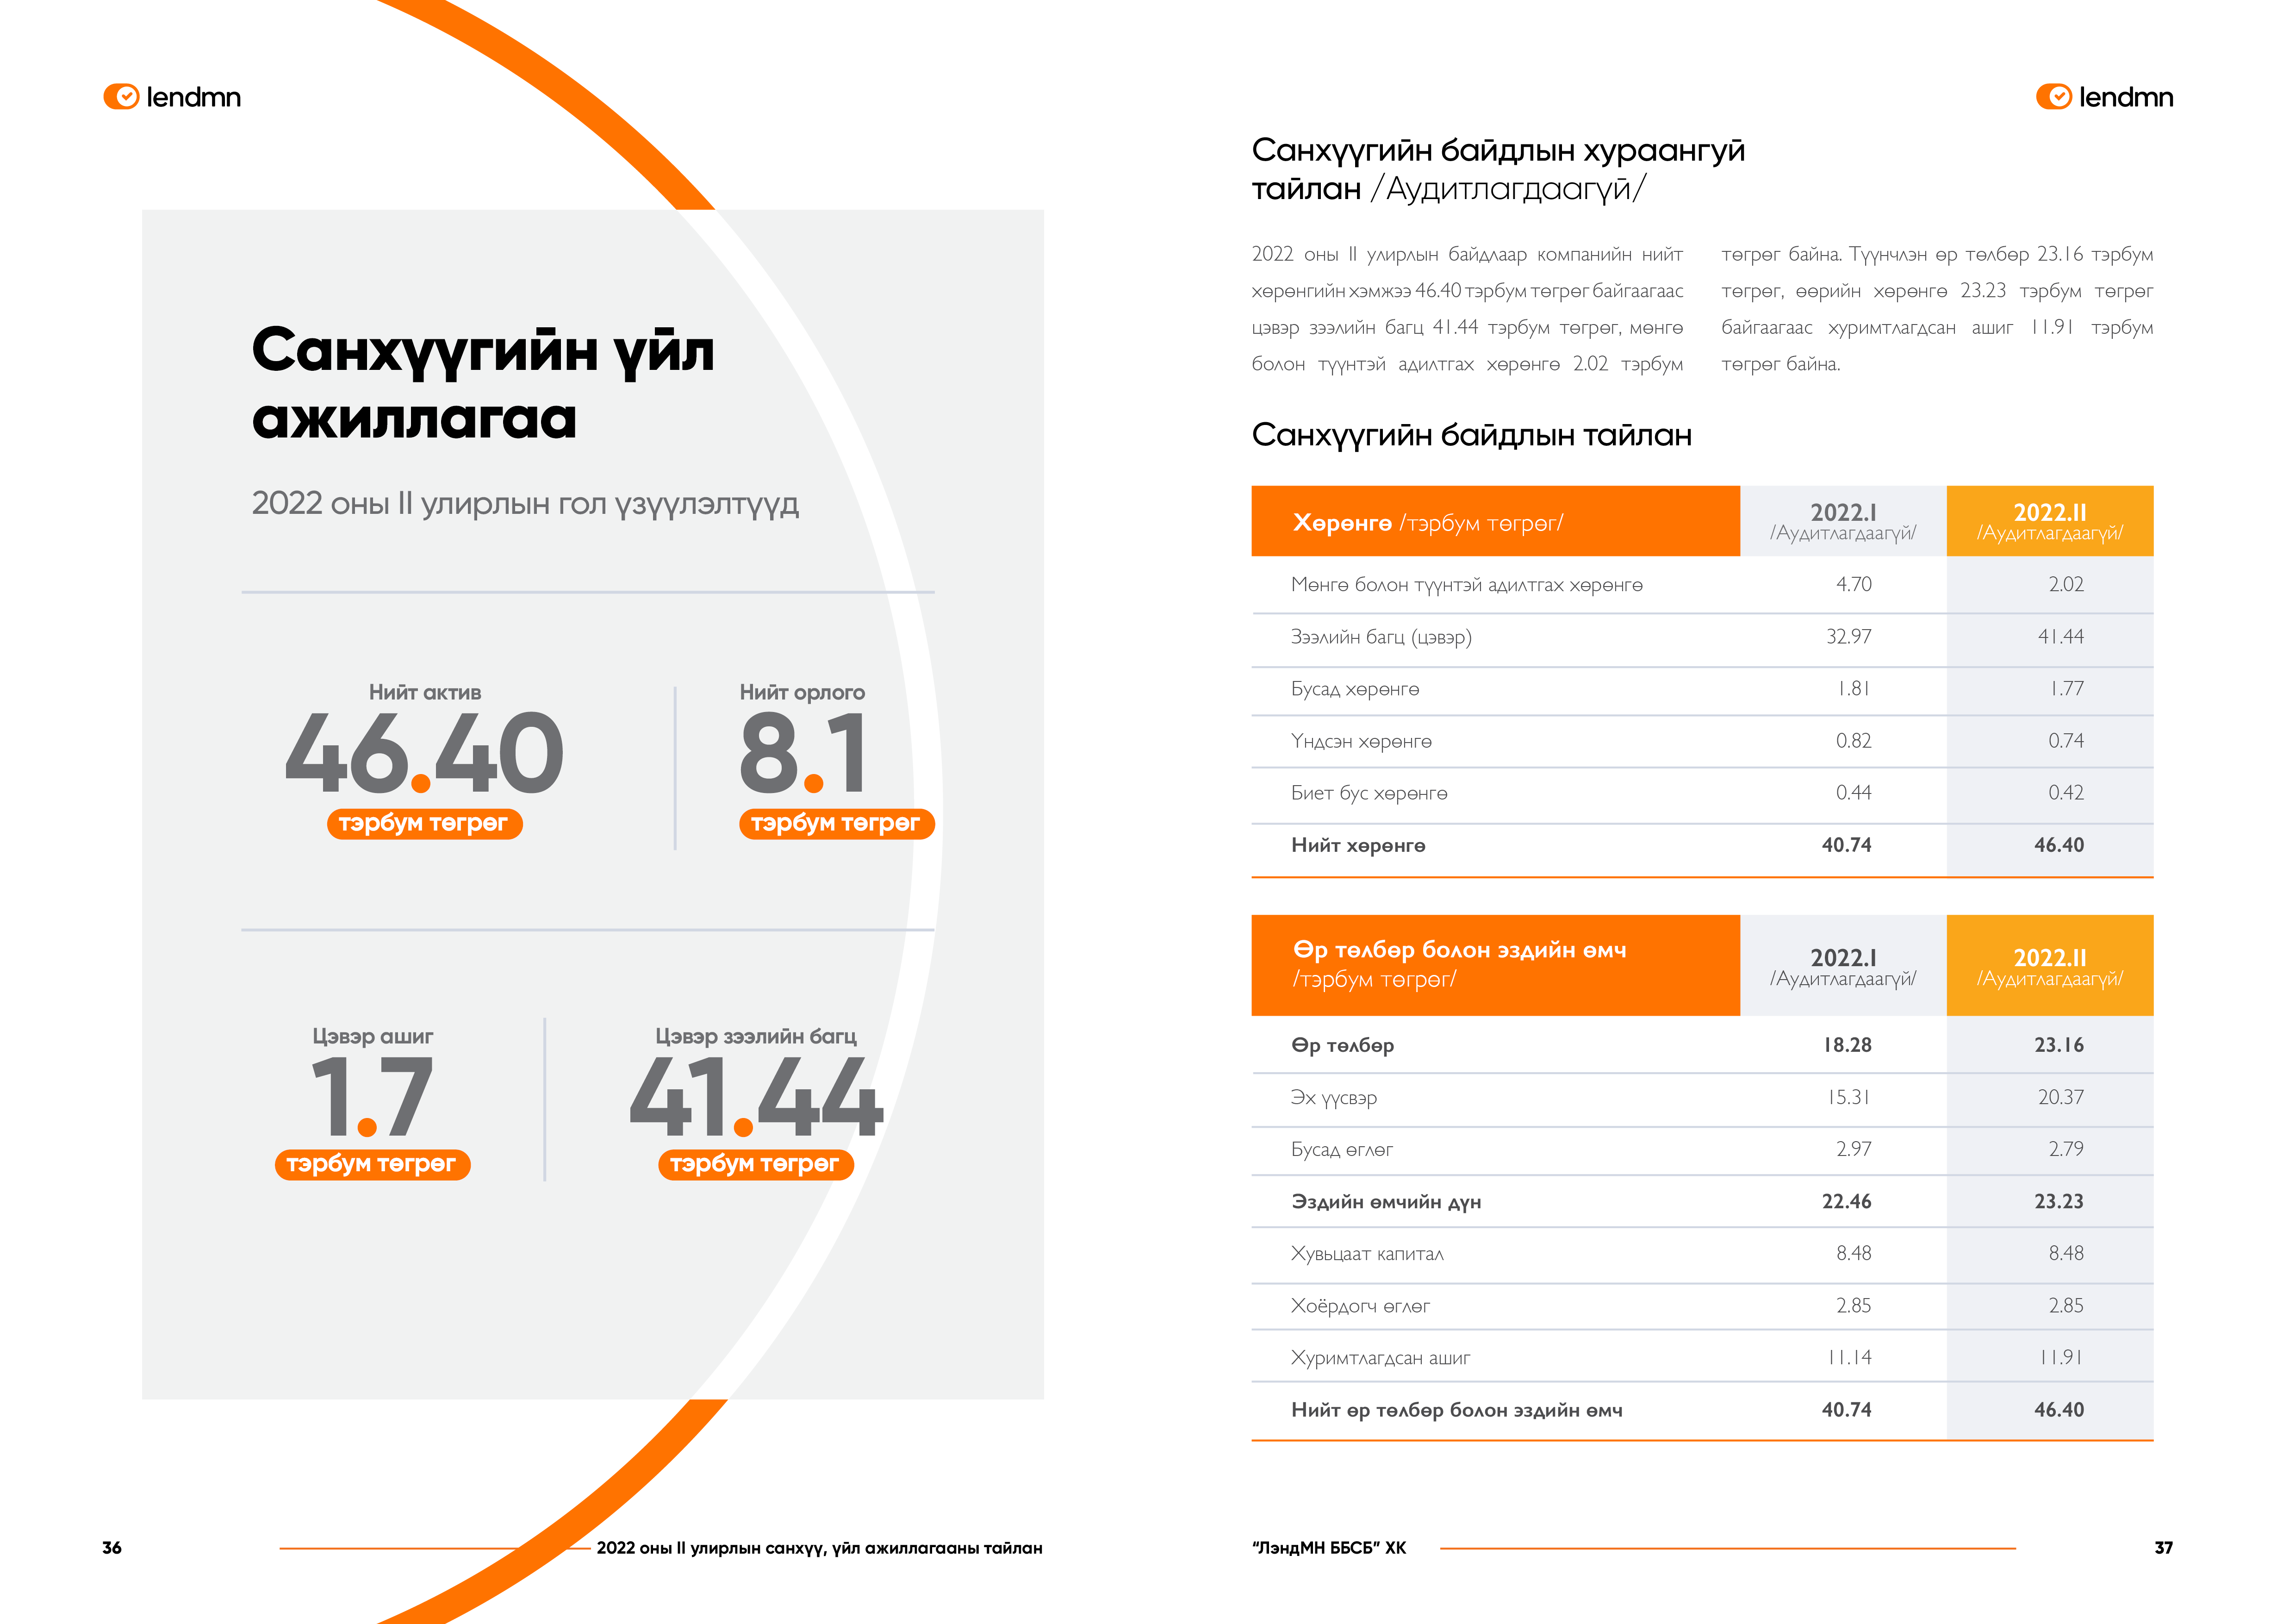 lendmn
Санхүүгийн үйл
ажиллагаа
2022 оны II улирлын гол үзүүлэлтүүд
Нийт актив
46.40
тэрбум төгрөг
Нийт орлого
8.1
тэрбум төгрөг
Цэвэр ашиг
1.7
тэрбум төгрөг
Цэвэр зээлийн багц
41.44
тэрбум төгрөг
36
2022 оны II улирлын санхүү, үйл ажиллагааны тайлан
lendmn
Санхүүгийн байдлын хураангуй
тайлан /Аудитлагдаагүй/
2022 оны II улирлын байдлаар компанийн нийт
хөрөнгийн хэмжээ 46.40 тэрбум төгрөг байгаагаас
цэвэр зээлийн багц 41.44 тэрбум төгрөг, мөнгө
болон түүнтэй адилтгах хөрөнгө 2.02 тэрбум
төгрөг байна. Түүнчлэн өр төлбөр 23.16 тэрбум
төгрөг, өөрийн хөрөнгө 23.23 тэрбум төгрөг
байгаагаас хуримтлагдсан ашиг 11.91 тэрбум
төгрөг байна.
Санхүүгийн байдлын тайлан
Хөрөнгө /тэрбум төгрөг/ 2022.I /Аудитлагдаагүй/ 2022.II /Аудитлагдаагүй/
Мөнгө болон түүнтэй адилтгах хөрөнгө 4.70 2.02
Зээлийн багц (цэвэр) 32.97 41.44
Бусад хөрөнгө 1.81 1.77
Үндсэн хөрөнгө 0.82 0.74
Биет бус хөрөнгө 0.44 0.42
Нийт хөрөнгө 40.74 46.40
Өр төлбөр болон эздийн өмч
/тэрбум төгрөг/ 2022.I /Аудитлагдаагүй/ 2022.II /Аудитлагдаагүй/
Өр төлбөр 18.28 23.16
Эх үүсвэр 15.31 20.37
Бусад өглөг 2.97 2.79
Эздийн өмчийн дүн 22.46 23.23
Хувьцаат капитал 8.48 8.48
Хоёрдогч өглөг 2.85 2.85
Хуримтлагдсан ашиг 11.14 11.91
Нийт өр төлбөр болон эздийн өмч 40.74 46.40
“ЛэндМН ББСБ” ХК
37